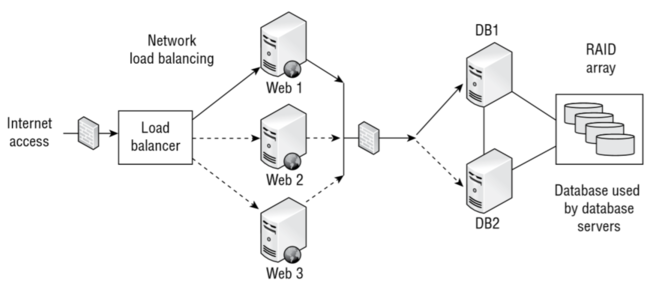 Internet
access
Network
load balancing
Load
balancer
Web 1
Web 2
Web 3
DB1
DB2
RAID
array
Database used
by database
servers